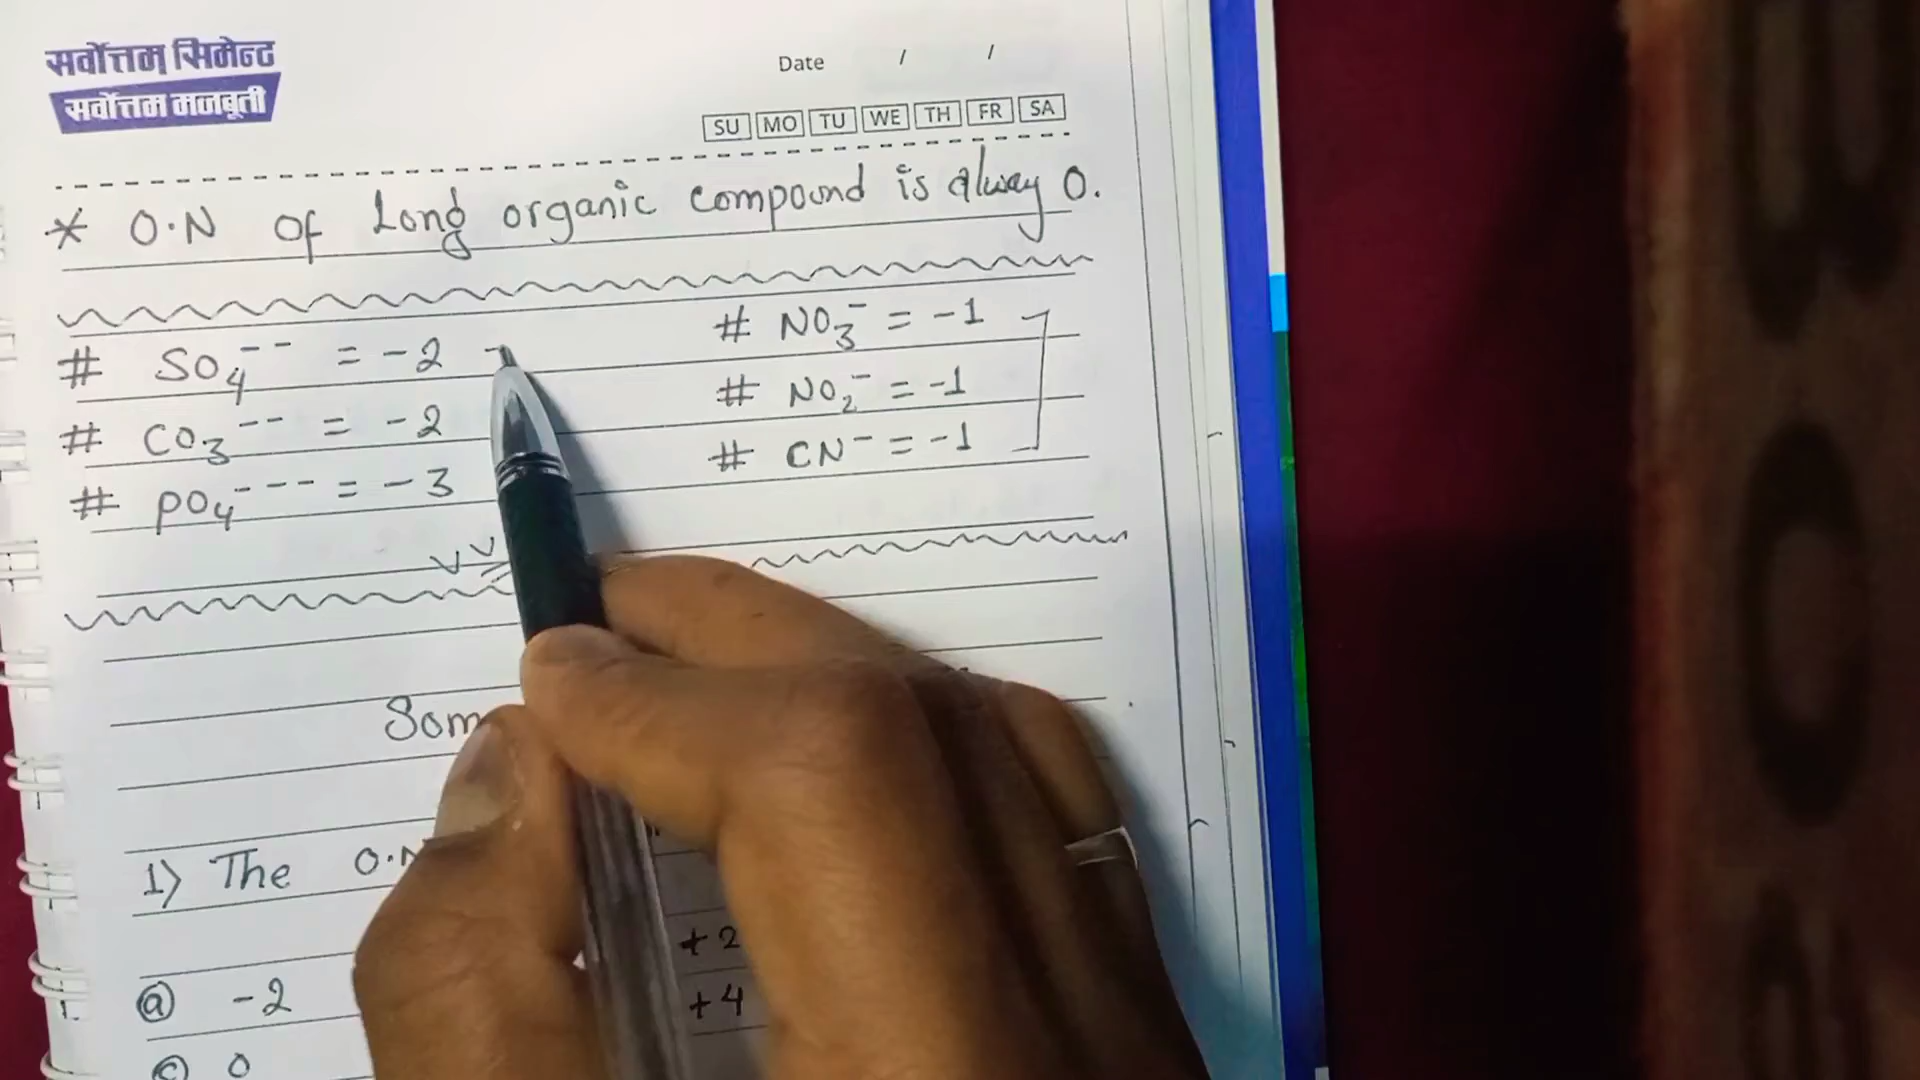 सर्वोत्तम सिमेन्ट
सर्वोत्तम मजबूती
Date / /
SU MO TU WE TH FR SA
* O.N of Long organic compound is alway 0.
# SO₄⁻⁻ = -2
# CO₃⁻⁻ = -2
# PO₄⁻⁻⁻ = -3
# NO₃⁻ = -1
# NO₂⁻ = -1
# CN⁻ = -1
VV
Som
1) The O.N
ⓐ -2
+2
ⓒ 0
+4